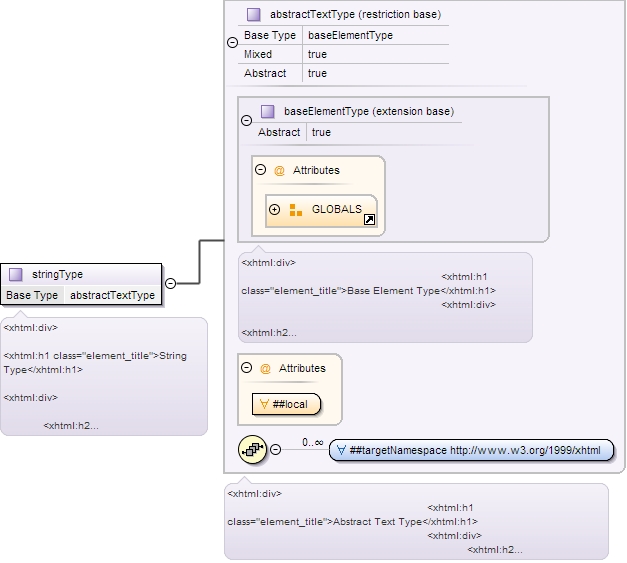 abstractTextType (restriction base)
Base Type baseElementType
Mixed true
Abstract true
baseElementType (extension base)
Abstract true
@ Attributes
GLOBALS
<xhtml:div>
<xhtml:h1
class="element_title">Base Element Type</xhtml:h1>
<xhtml:div>
<xhtml:h2...
stringType
Base Type abstractTextType
<xhtml:div>
<xhtml:h1 class="element_title">String
Type</xhtml:h1>
<xhtml:div>
<xhtml:h2...
@ Attributes
∀ ##local
0..∞
∀ ##targetNamespace http://www.w3.org/1999/xhtml
<xhtml:div>
<xhtml:h1
class="element_title">Abstract Text Type</xhtml:h1>
<xhtml:div>
<xhtml:h2...